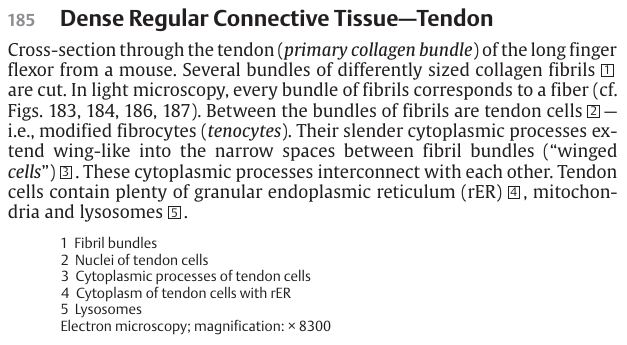 185 Dense Regular Connective Tissue—Tendon
Cross-section through the tendon (primary collagen bundle) of the long finger
flexor from a mouse. Several bundles of differently sized collagen fibrils 1
are cut. In light microscopy, every bundle of fibrils corresponds to a fiber (cf.
Figs. 183, 184, 186, 187). Between the bundles of fibrils are tendon cells 2—
i.e., modified fibrocytes (tenocytes). Their slender cytoplasmic processes ex-
tend wing-like into the narrow spaces between fibril bundles (“winged
cells”) 3. These cytoplasmic processes interconnect with each other. Tendon
cells contain plenty of granular endoplasmic reticulum (rER) 4, mitochon-
dria and lysosomes 5.
1 Fibril bundles
2 Nuclei of tendon cells
3 Cytoplasmic processes of tendon cells
4 Cytoplasm of tendon cells with rER
5 Lysosomes
Electron microscopy; magnification: × 8300